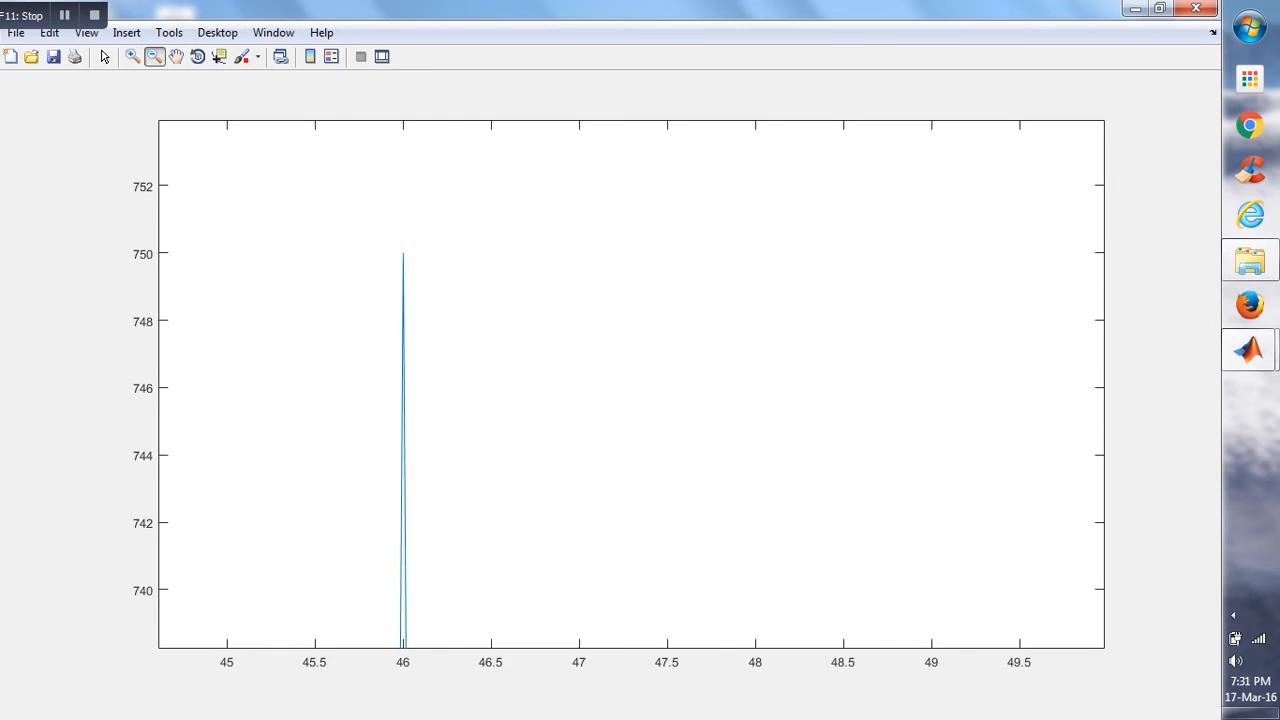 F11: Stop
File Edit View Insert Tools Desktop Window Help
752
750
748
746
744
742
740
45 45.5 46 46.5 47 47.5 48 48.5 49 49.5
7:31 PM
17-Mar-16